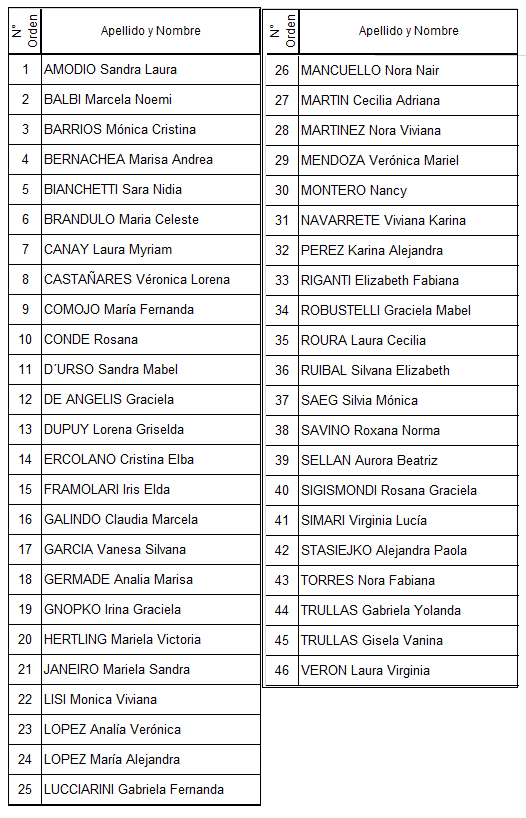 N° Orden Apellido y Nombre
1 AMODIO Sandra Laura
2 BALBI Marcela Noemi
3 BARRIOS Mónica Cristina
4 BERNACHEA Marisa Andrea
5 BIANCHETTI Sara Nidia
6 BRANDULO Maria Celeste
7 CANAY Laura Myriam
8 CASTAÑARES Véronica Lorena
9 COMOJO María Fernanda
10 CONDE Rosana
11 D´URSO Sandra Mabel
12 DE ANGELIS Graciela
13 DUPUY Lorena Griselda
14 ERCOLANO Cristina Elba
15 FRAMOLARI Iris Elda
16 GALINDO Claudia Marcela
17 GARCIA Vanesa Silvana
18 GERMADE Analia Marisa
19 GNOPKO Irina Graciela
20 HERTLING Mariela Victoria
21 JANEIRO Mariela Sandra
22 LISI Monica Viviana
23 LOPEZ Analía Verónica
24 LOPEZ María Alejandra
25 LUCCIARINI Gabriela Fernanda
N° Orden Apellido y Nombre
26 MANCUELLO Nora Nair
27 MARTIN Cecilia Adriana
28 MARTINEZ Nora Viviana
29 MENDOZA Verónica Mariel
30 MONTERO Nancy
31 NAVARRETE Viviana Karina
32 PEREZ Karina Alejandra
33 RIGANTI Elizabeth Fabiana
34 ROBUSTELLI Graciela Mabel
35 ROURA Laura Cecilia
36 RUIBAL Silvana Elizabeth
37 SAEG Silvia Mónica
38 SAVINO Roxana Norma
39 SELLAN Aurora Beatriz
40 SIGISMONDI Rosana Graciela
41 SIMARI Virginia Lucía
42 STASIEJKO Alejandra Paola
43 TORRES Nora Fabiana
44 TRULLAS Gabriela Yolanda
45 TRULLAS Gisela Vanina
46 VERON Laura Virginia